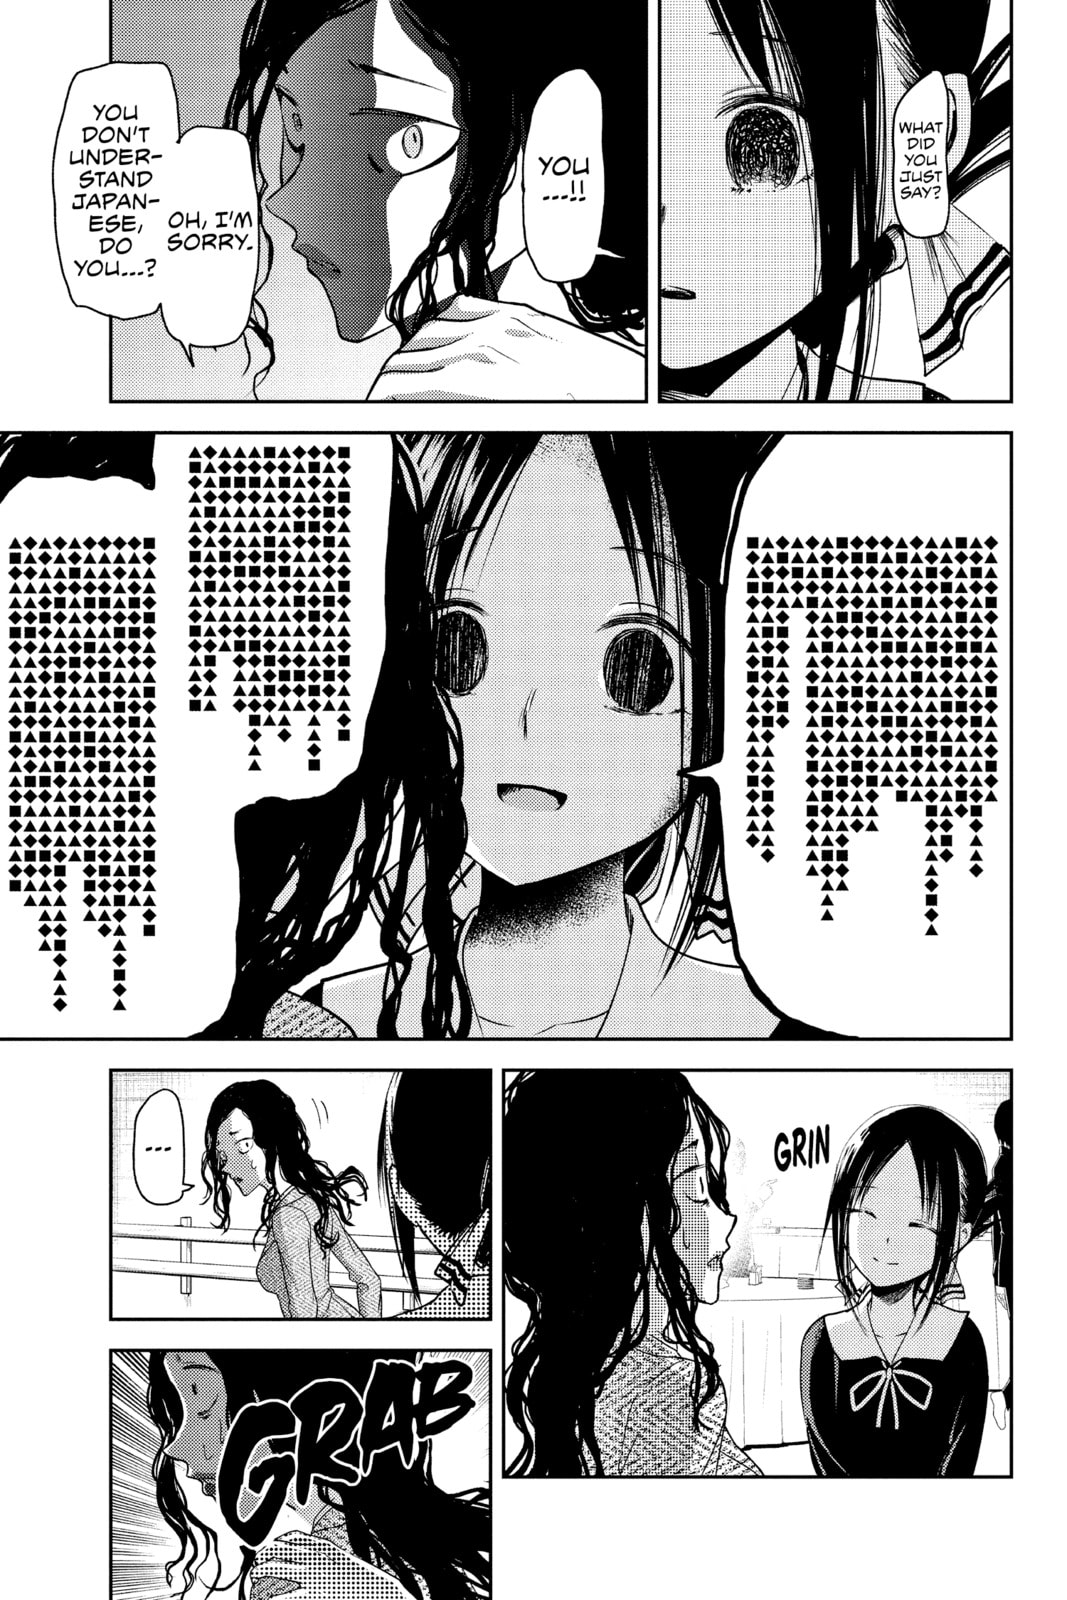 WHAT
DID
YOU
JUST
SAY?
YOU
...!!
OH, I'M
SORRY.
YOU
DON'T
UNDER-
STAND
JAPAN-
ESE,
DO
YOU...?
GRIN
...
GRAB